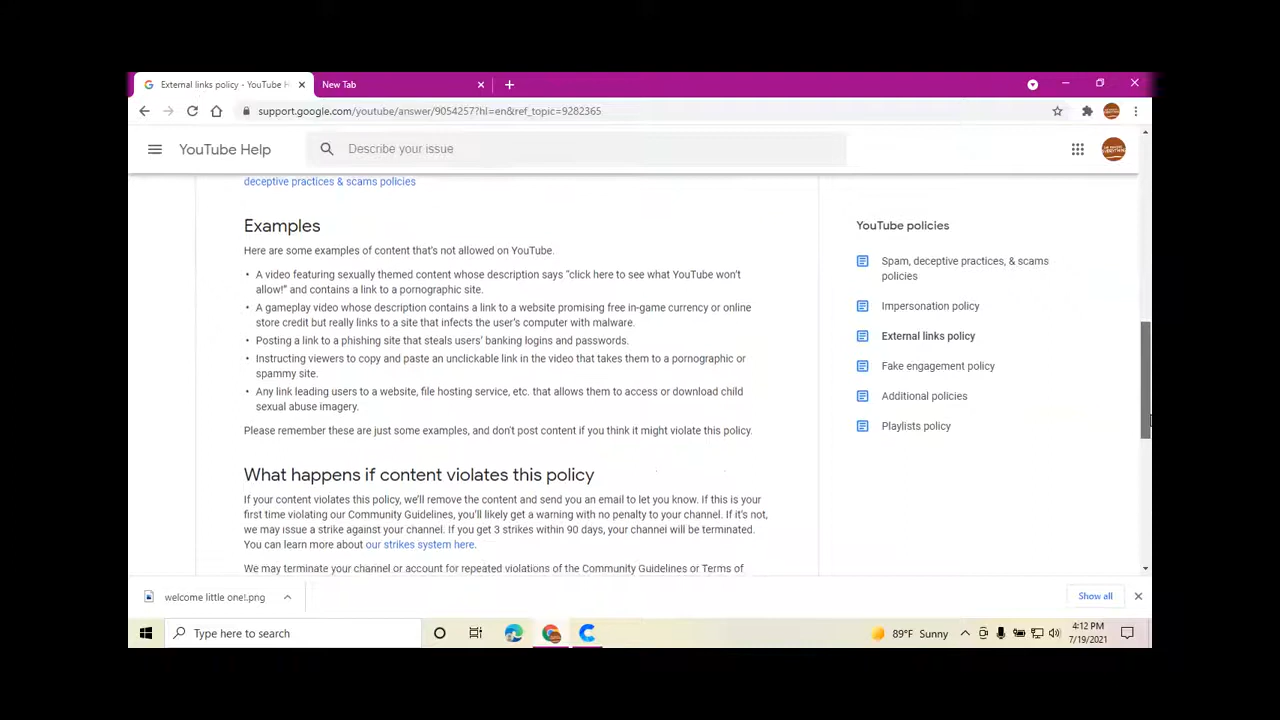 External links policy - YouTube H
New Tab
support.google.com/youtube/answer/9054257?hl=en&ref_topic=9282365
YouTube Help
Describe your issue
deceptive practices & scams policies
Examples
Here are some examples of content that's not allowed on YouTube.
• A video featuring sexually themed content whose description says "click here to see what YouTube won't
allow!" and contains a link to a pornographic site.
• A gameplay video whose description contains a link to a website promising free in-game currency or online
store credit but really links to a site that infects the user's computer with malware.
• Posting a link to a phishing site that steals users' banking logins and passwords.
• Instructing viewers to copy and paste an unclickable link in the video that takes them to a pornographic or
spammy site.
• Any link leading users to a website, file hosting service, etc. that allows them to access or download child
sexual abuse imagery.
Please remember these are just some examples, and don't post content if you think it might violate this policy.
What happens if content violates this policy
If your content violates this policy, we'll remove the content and send you an email to let you know. If this is your
first time violating our Community Guidelines, you'll likely get a warning with no penalty to your channel. If it's not,
we may issue a strike against your channel. If you get 3 strikes within 90 days, your channel will be terminated.
You can learn more about our strikes system here.
We may terminate your channel or account for repeated violations of the Community Guidelines or Terms of
YouTube policies
Spam, deceptive practices, & scams
policies
Impersonation policy
External links policy
Fake engagement policy
Additional policies
Playlists policy
welcome little one!.png
Show all
Type here to search
89°F Sunny
4:12 PM
7/19/2021